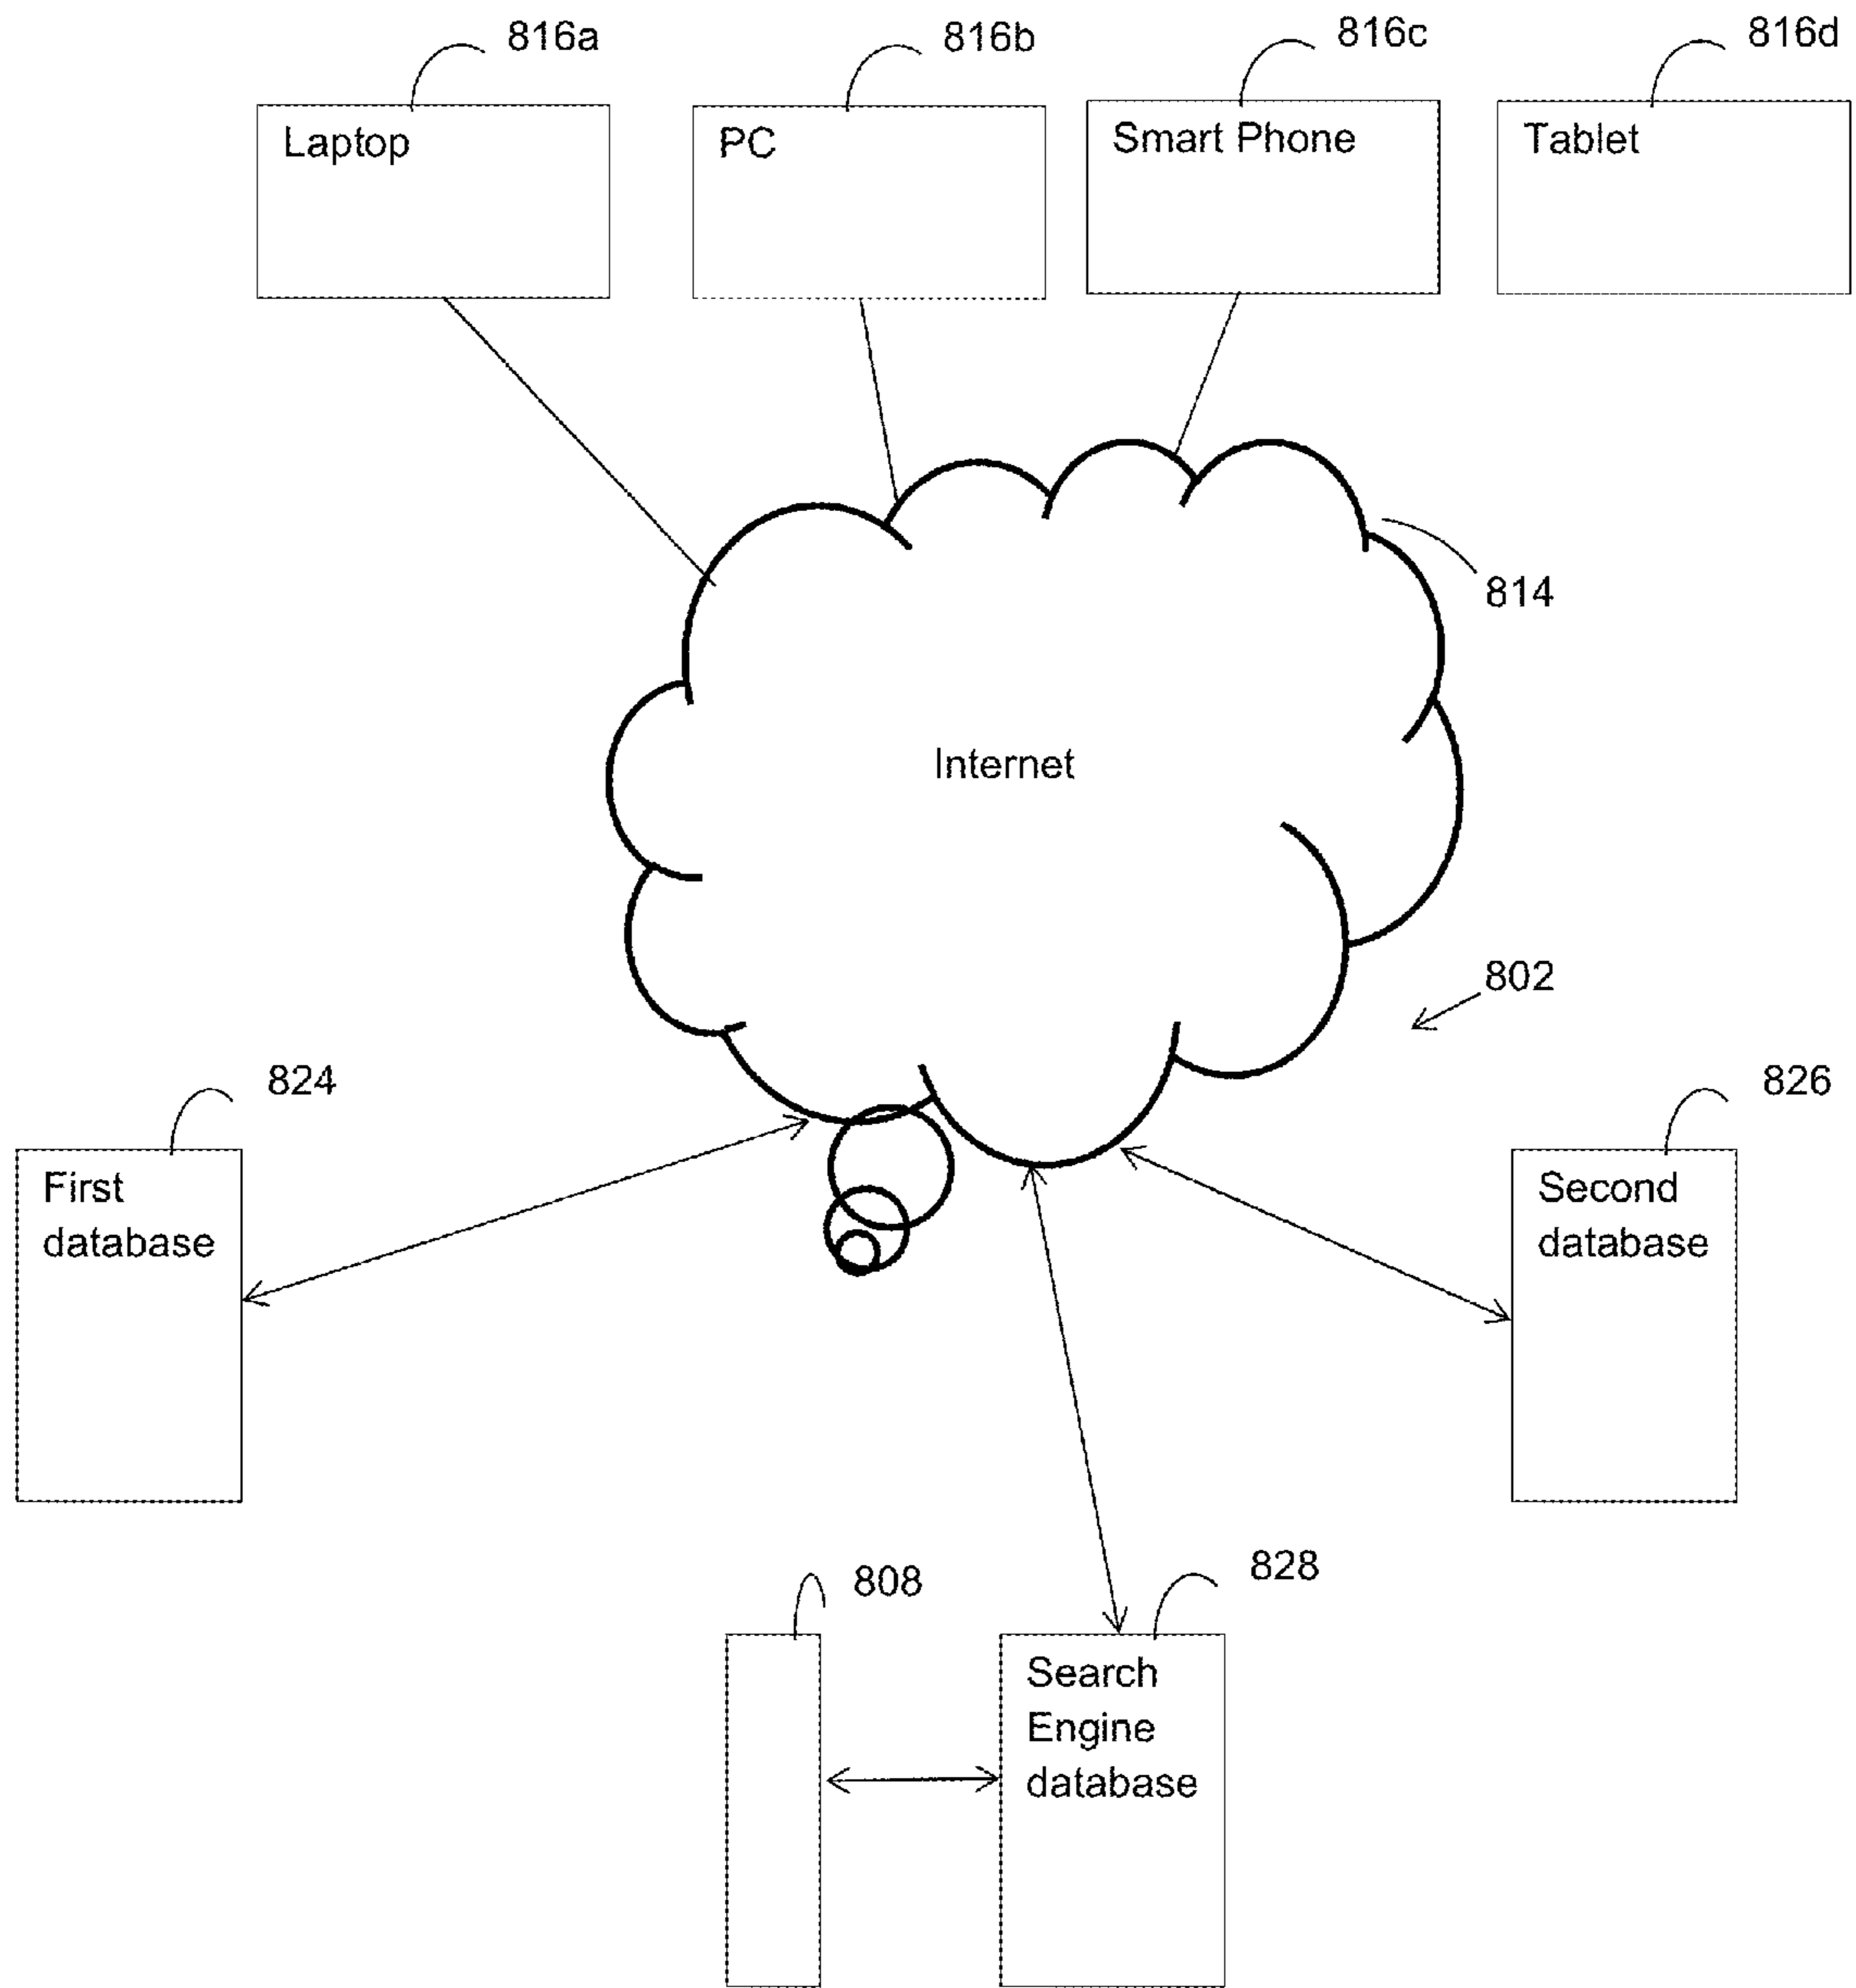 816a
816b
816c
816d
Laptop
PC
Smart Phone
Tablet
814
Internet
802
824
826
First
database
Second
database
808
828
Search
Engine
database